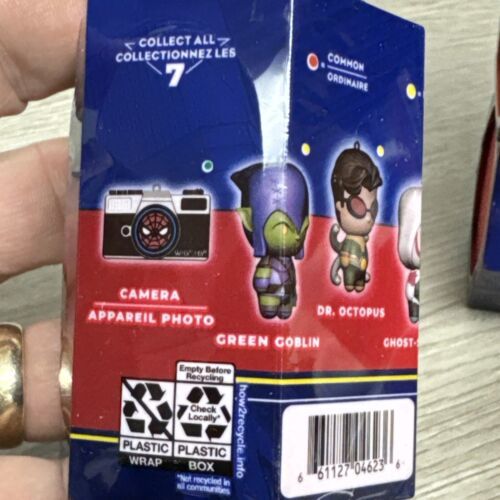 COLLECT ALL
COLLECTIONNEZ LES
7
= COMMON
ORDINAIRE
CAMERA
APPAREIL PHOTO
GREEN GOBLIN
DR. OCTOPUS
GHOST-S
Empty Before
Recycling
Check
Locally*
PLASTIC
WRAP
PLASTIC
BOX
*Not recycled in
all communities
how2recycle.info
6 61127 04623 6